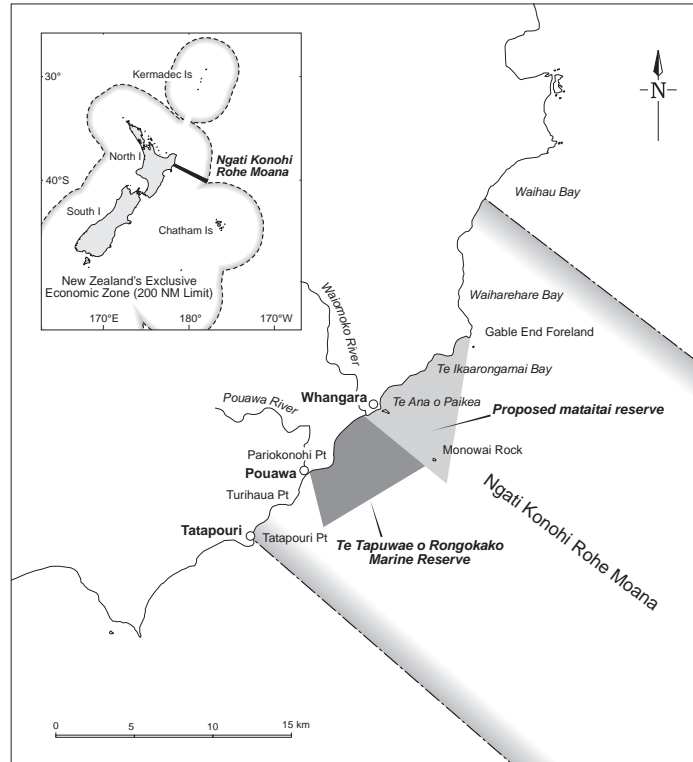 30°
Kermadec Is
North I
Ngati Konohi
Rohe Moana
40°S
South I
Chatham Is
New Zealand's Exclusive
Economic Zone (200 NM Limit)
170°E
180°
170°W
N
Waihau Bay
Waiharehare Bay
Gable End Foreland
Waiomoko River
Te Ikaarongamai Bay
Whangara
Te Ana o Paikea
Pouawa River
Proposed mataitai reserve
Pariokonohi Pt
Monowai Rock
Pouawa
Turihaua Pt
Ngati Konohi Rohe Moana
Tatapouri
Tatapouri Pt
Te Tapuwae o Rongokako
Marine Reserve
0
5
10
15 km